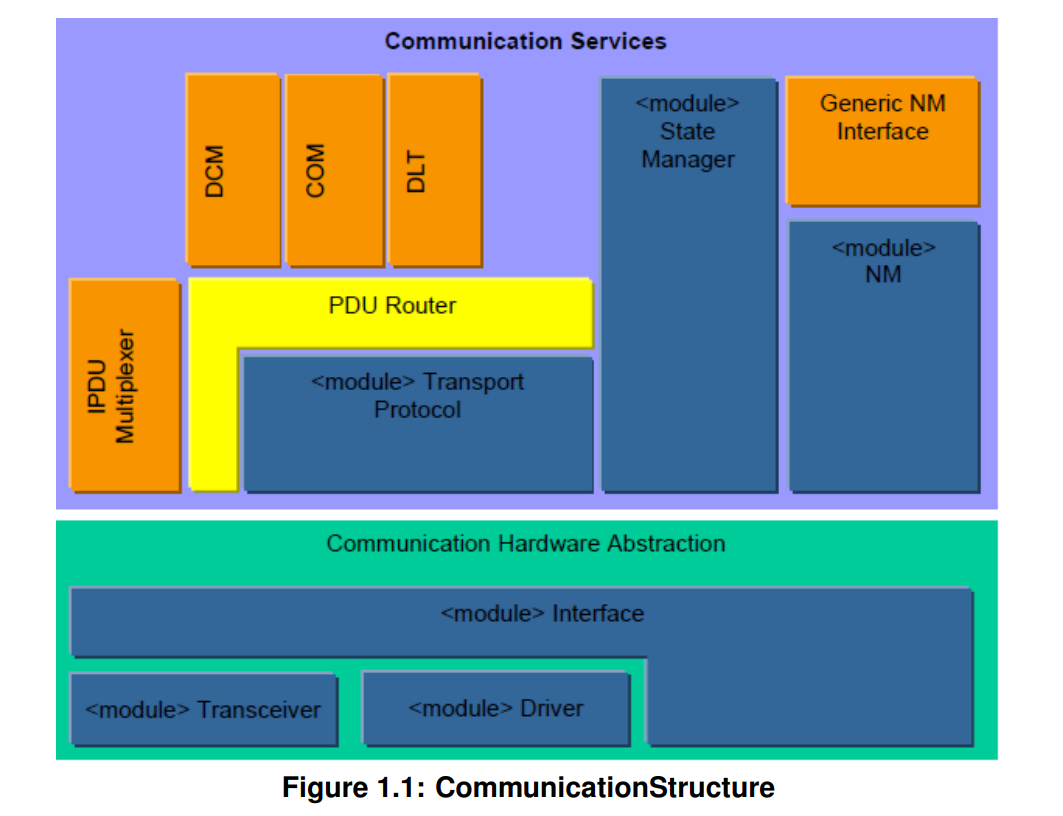 Communication Services
DCM
COM
DLT
<module>
State
Manager
Generic NM
Interface
<module>
NM
IPDU
Multiplexer
PDU Router
<module> Transport
Protocol
Communication Hardware Abstraction
<module> Interface
<module> Transceiver
<module> Driver
Figure 1.1: CommunicationStructure